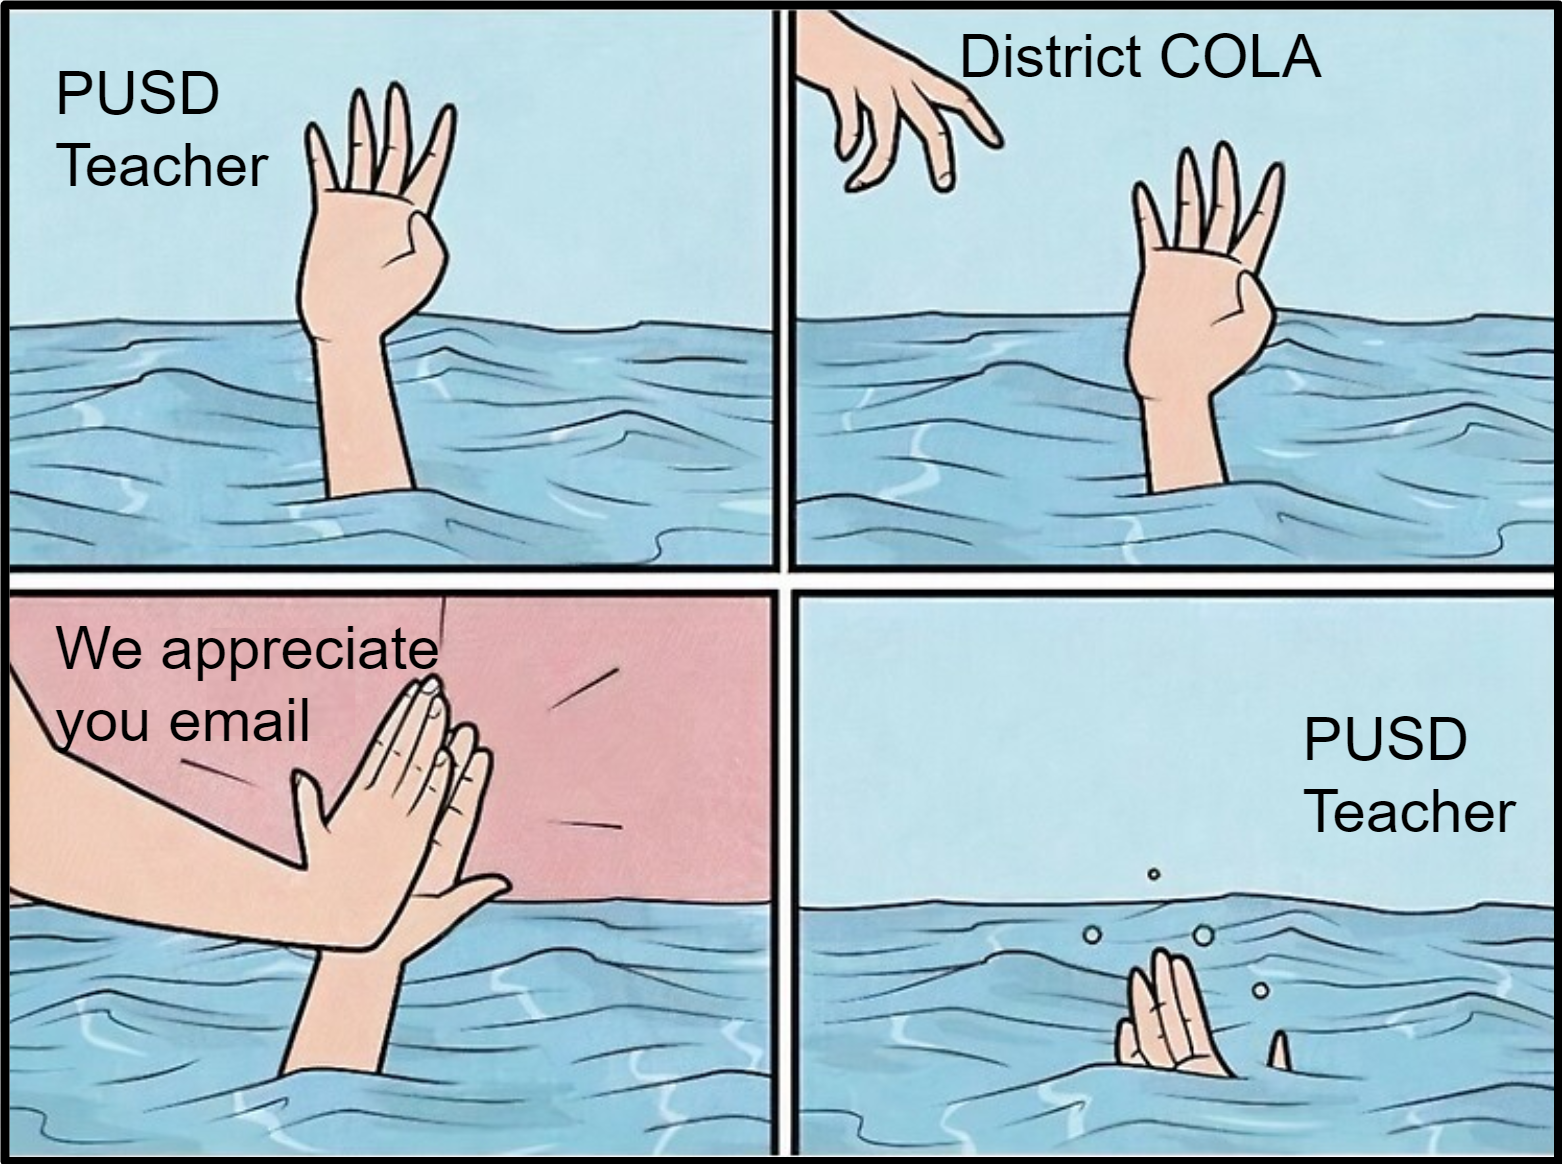 PUSD
Teacher
District COLA
We appreciate
you email
PUSD
Teacher